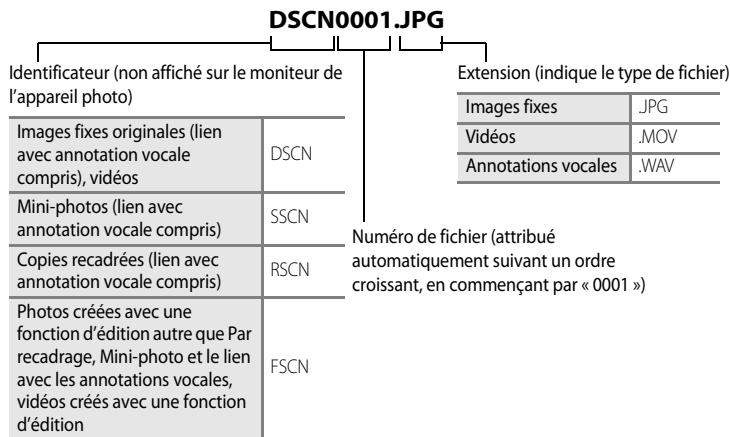 DSCN0001.JPG
Identificateur (non affiché sur le moniteur de
l'appareil photo)
Images fixes originales (lien
avec annotation vocale
compris), vidéos
DSCN
Mini-photos (lien avec
annotation vocale compris)
SSCN
Copies recadrées (lien avec
annotation vocale compris)
RSCN
Photos créées avec une
fonction d'édition autre que Par
recadrage, Mini-photo et le lien
avec les annotations vocales,
vidéos créés avec une fonction
d'édition
FSCN
Extension (indique le type de fichier)
Images fixes .JPG
Vidéos .MOV
Annotations vocales .WAV
Numéro de fichier (attribué
automatiquement suivant un ordre
croissant, en commençant par « 0001 »)